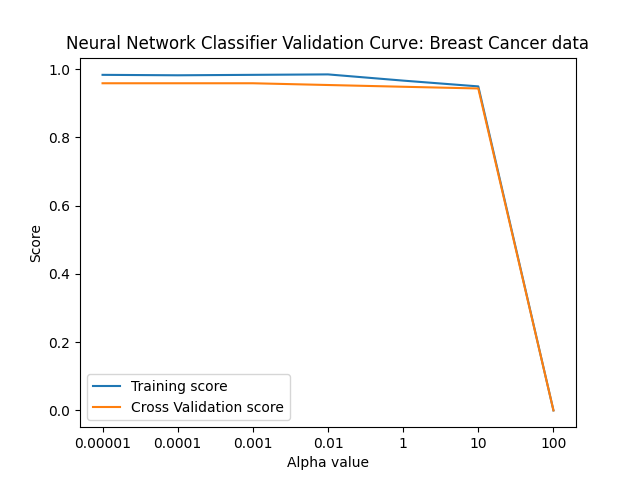 Neural Network Classifier Validation Curve: Breast Cancer data
1.0
0.8
0.6
0.4
0.2
0.0
Score
Training score
Cross Validation score
0.00001 0.0001 0.001 0.01 1 10 100
Alpha value